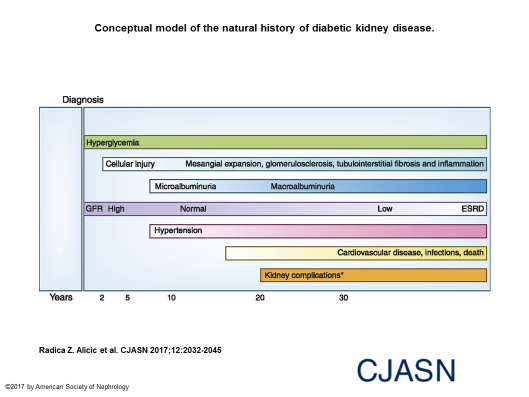 Conceptual model of the natural history of diabetic kidney disease.
Diagnosis
Hyperglycemia
Cellular injury Mesangial expansion, glomerulosclerosis, tubulointerstitial fibrosis and inflammation
Microalbuminuria Macroalbuminuria
GFR High Normal Low ESRD
Hypertension
Cardiovascular disease, infections, death
Kidney complications*
Years 2 5 10 20 30
Radica Z. Alicic et al. CJASN 2017;12:2032-2045
CJASN
©2017 by American Society of Nephrology